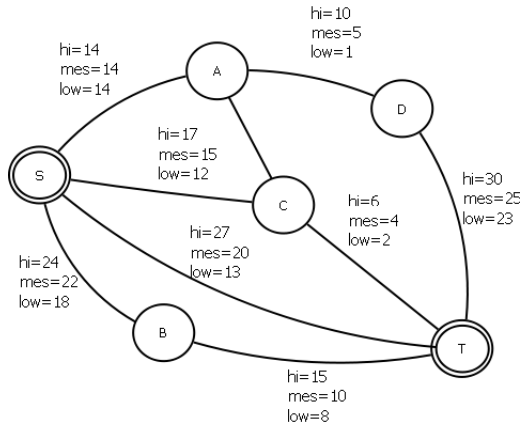 hi=10
mes=5
low=1
hi=14
mes=14
low=14
A
D
hi=17
mes=15
low=12
S
C
hi=30
mes=25
low=23
hi=6
mes=4
low=2
hi=27
mes=20
low=13
hi=24
mes=22
low=18
B
T
hi=15
mes=10
low=8